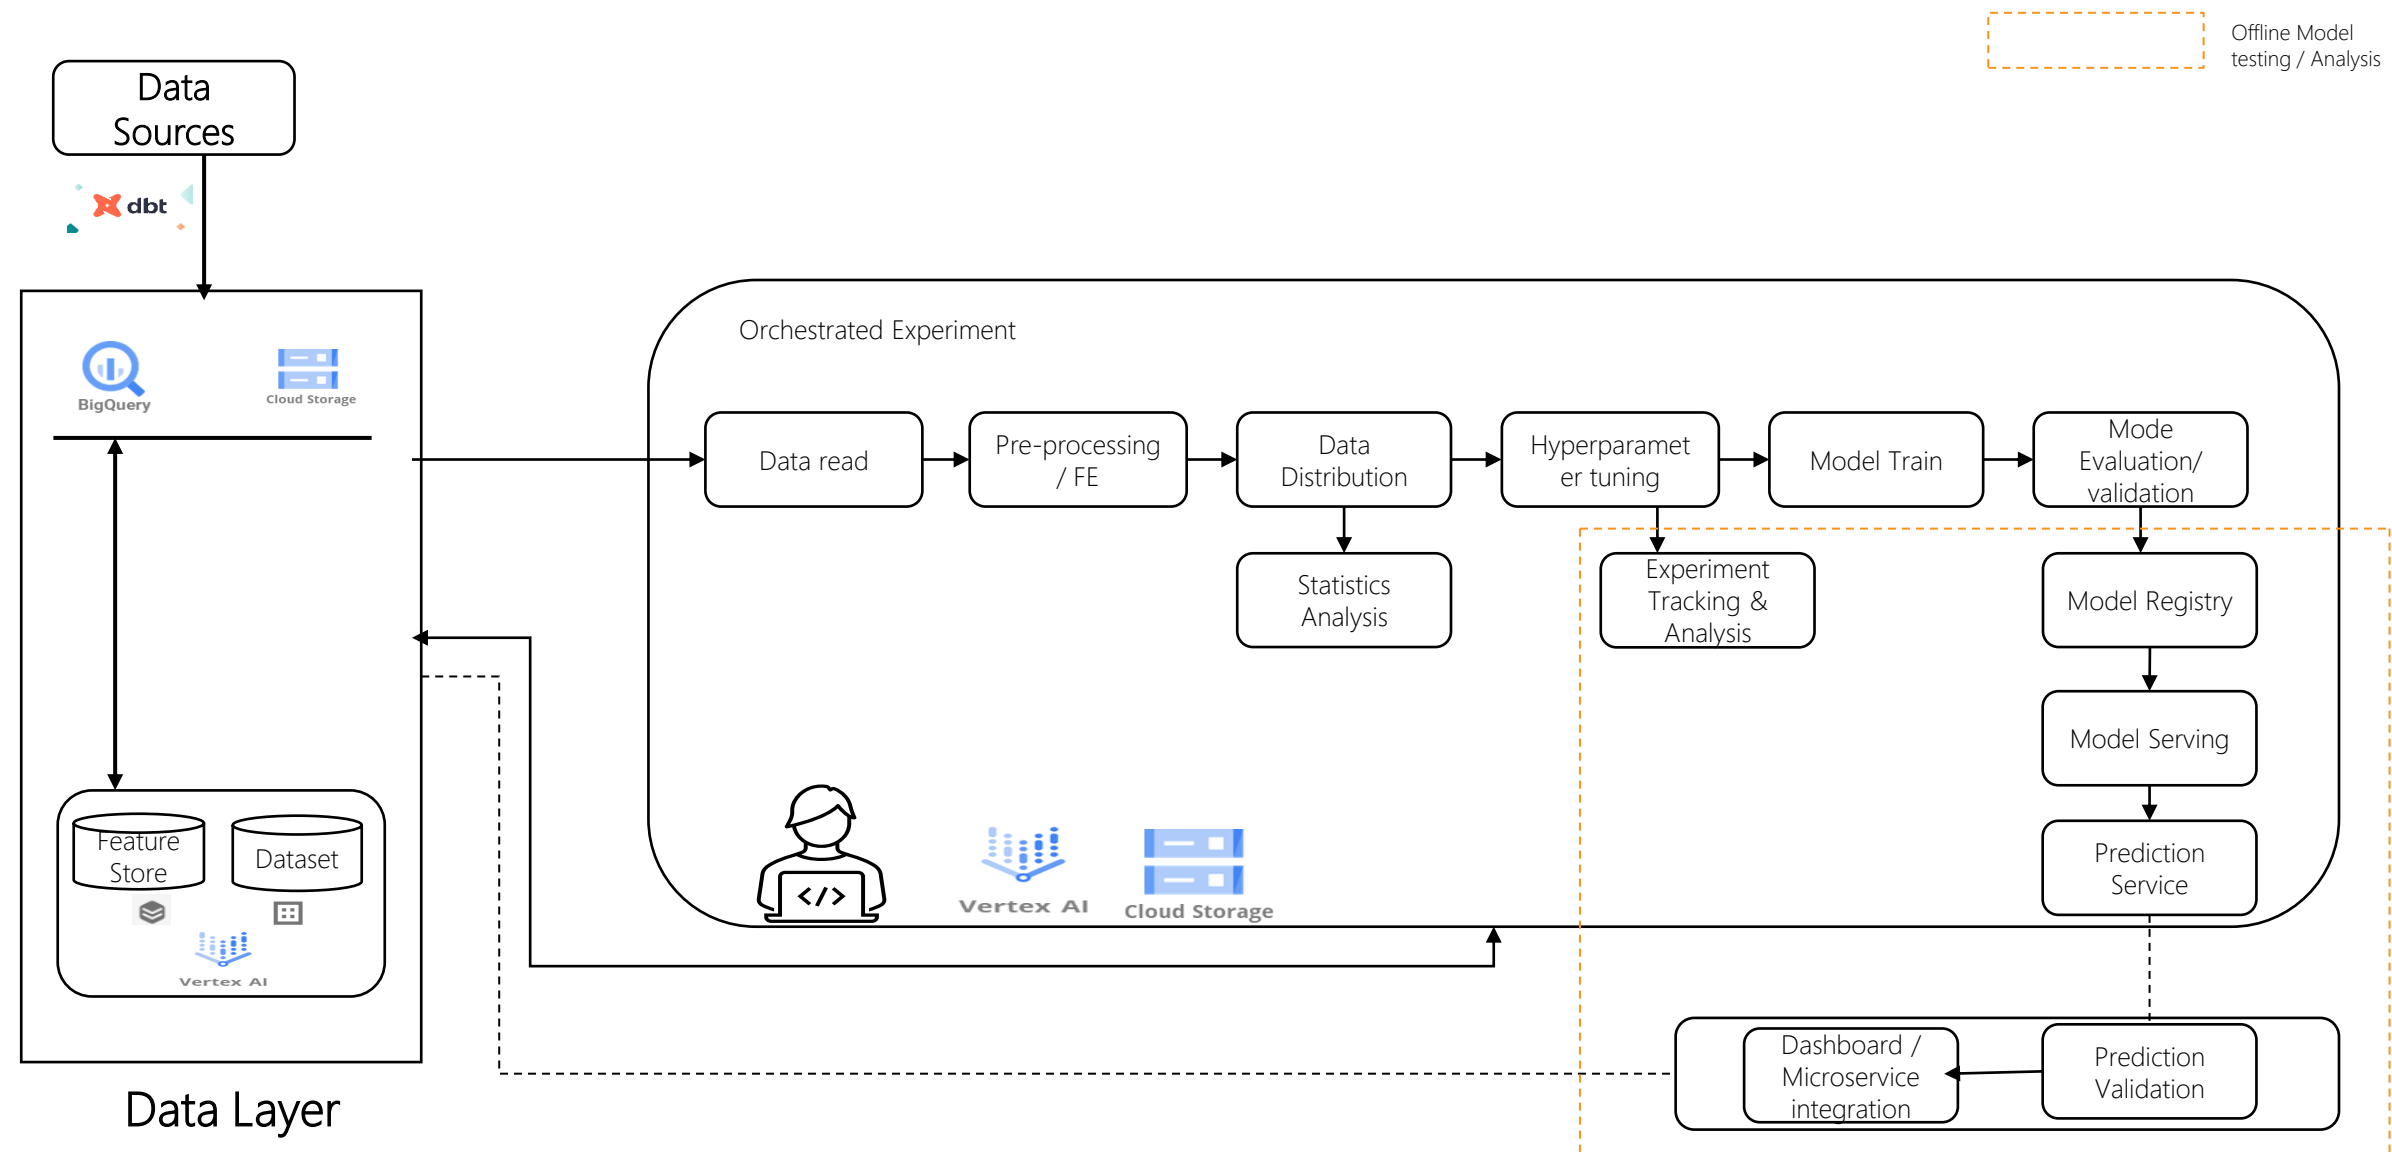 Offline Model
testing / Analysis
Data
Sources
dbt
BigQuery
Cloud Storage
Orchestrated Experiment
Data read
Pre-processing
/ FE
Data
Distribution
Hyperparamet
er tuning
Model Train
Mode
Evaluation/
validation
Statistics
Analysis
Experiment
Tracking &
Analysis
Model Registry
Model Serving
Prediction
Service
Feature
Store
Dataset
Vertex AI
</>
Vertex AI
Cloud Storage
Dashboard /
Microservice
integration
Prediction
Validation
Data Layer